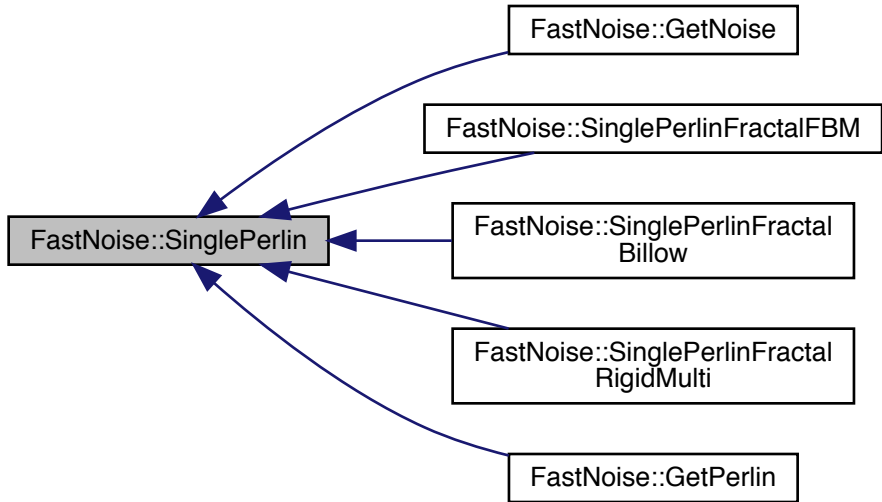 FastNoise::GetNoise
FastNoise::SinglePerlinFractalFBM
FastNoise::SinglePerlin
FastNoise::SinglePerlinFractal
Billow
FastNoise::SinglePerlinFractal
RigidMulti
FastNoise::GetPerlin